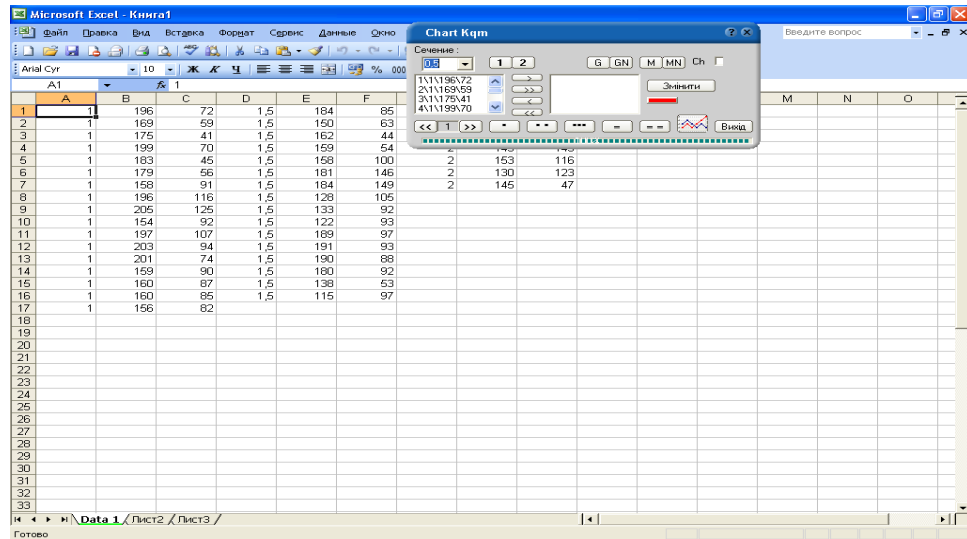 Microsoft Excel - Книга1
Файл Правка Вид Вставка Формат Сервис Данные Окно
Введите вопрос
Arial Cyr 10 Ж К Ч % 000
A1 fx 1
Chart Kqm
Сечение :
0,5 1 2 G GN M MN Ch
1\1\196\72
2\1\169\59
3\1\175\41
4\1\199\70
> >> < <<
Змінити
<< 1 >> - - - --- = = = Вихід
A B C D E F M N O
1 1 196 72 1,5 184 85
2 1 169 59 1,5 150 63
3 1 175 41 1,5 162 44
4 1 199 70 1,5 159 54 2 145 143
5 1 183 45 1,5 158 100 2 153 116
6 1 179 56 1,5 181 146 2 130 123
7 1 158 91 1,5 184 149 2 145 47
8 1 196 116 1,5 128 105
9 1 205 125 1,5 133 92
10 1 154 92 1,5 122 93
11 1 197 107 1,5 189 97
12 1 203 94 1,5 191 93
13 1 201 74 1,5 190 88
14 1 159 90 1,5 180 92
15 1 160 87 1,5 138 53
16 1 160 85 1,5 115 97
17 1 156 82
18
19
20
21
22
23
24
25
26
27
28
29
30
31
32
33
Data 1 Лист2 Лист3
Готово